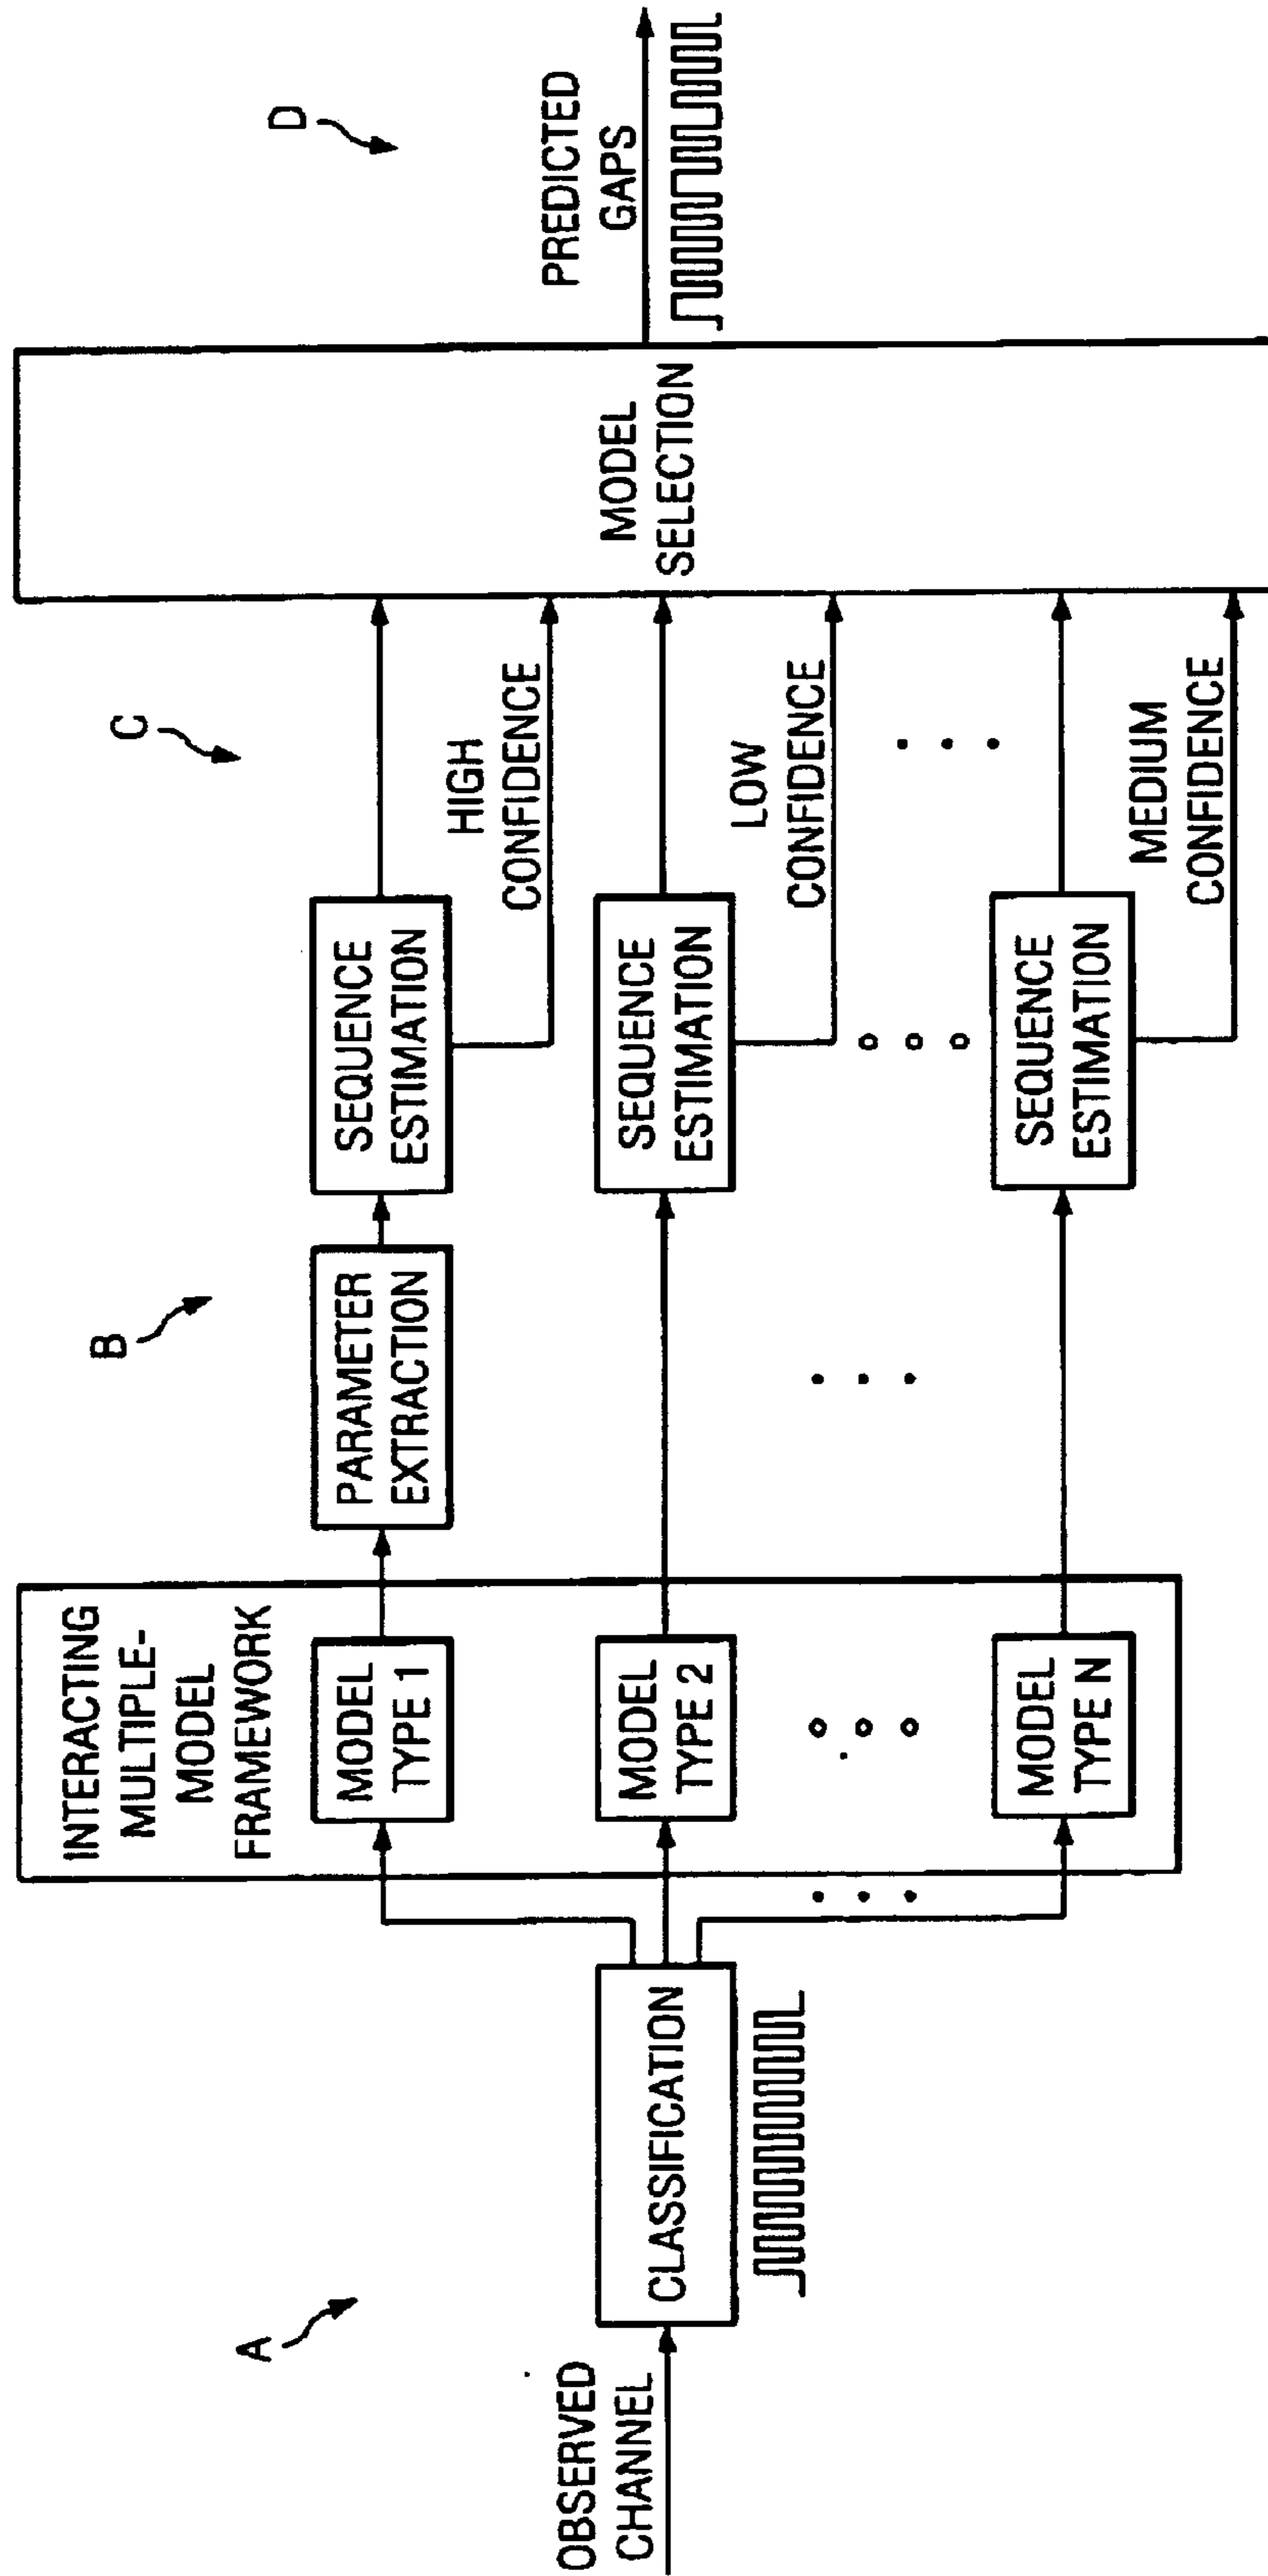 A
OBSERVED
CHANNEL
CLASSIFICATION
INTERACTING
MULTIPLE-
MODEL
FRAMEWORK
MODEL
TYPE 1
MODEL
TYPE 2
MODEL
TYPE N
B
PARAMETER
EXTRACTION
SEQUENCE
ESTIMATION
SEQUENCE
ESTIMATION
SEQUENCE
ESTIMATION
C
HIGH
CONFIDENCE
LOW
CONFIDENCE
MEDIUM
CONFIDENCE
MODEL
SELECTION
D
PREDICTED
GAPS